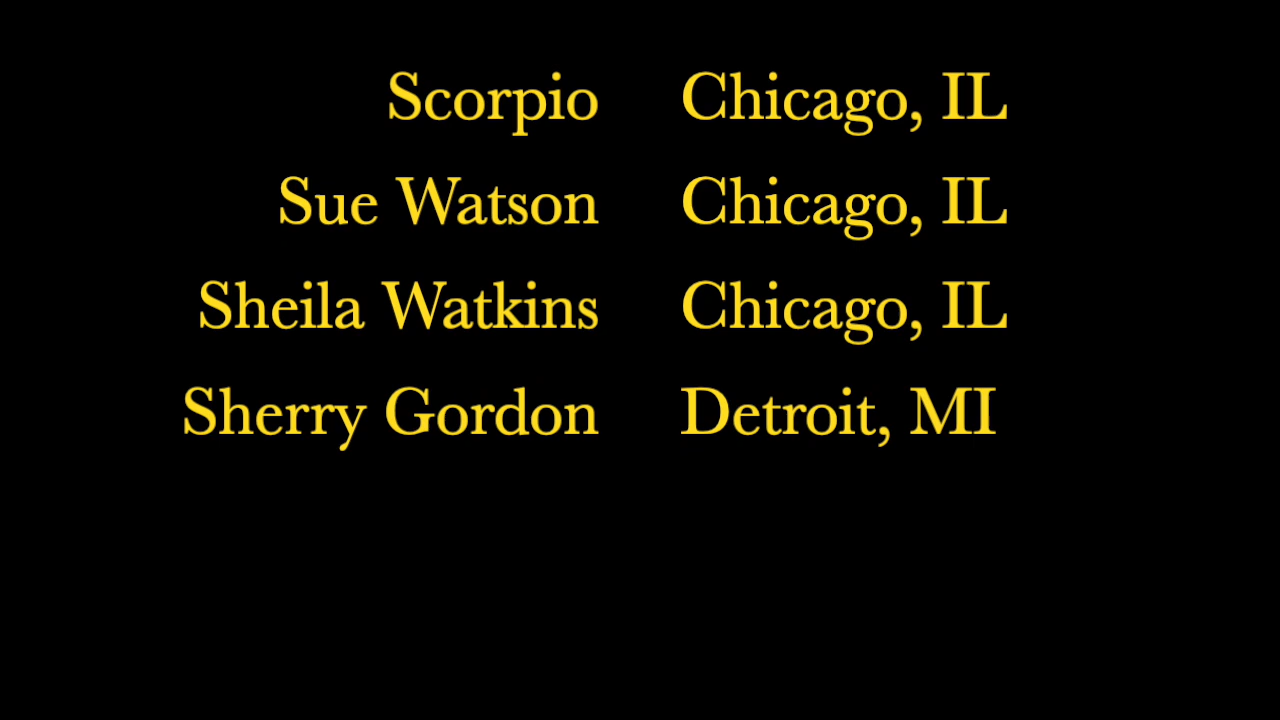 Scorpio Chicago, IL
Sue Watson Chicago, IL
Sheila Watkins Chicago, IL
Sherry Gordon Detroit, MI